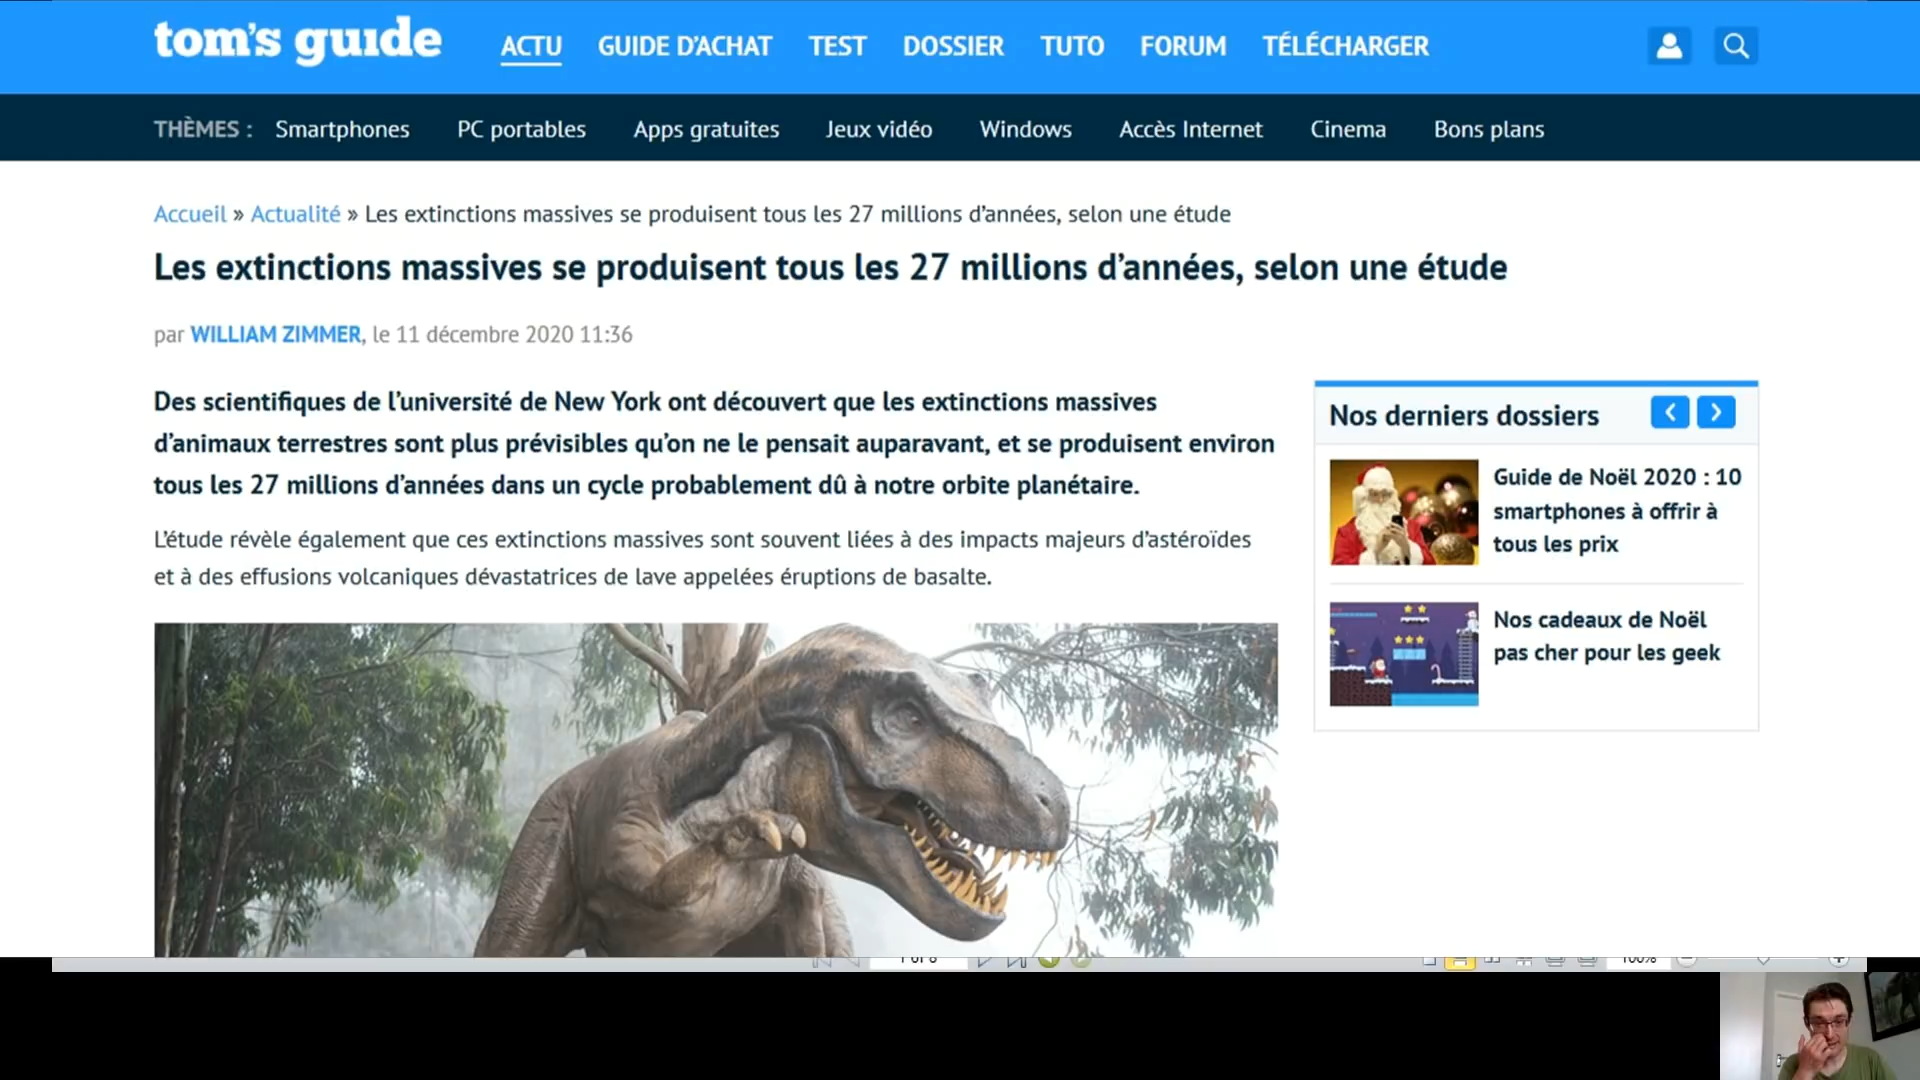 tom's guide
ACTU GUIDE D'ACHAT TEST DOSSIER TUTO FORUM TÉLÉCHARGER
THÈMES : Smartphones PC portables Apps gratuites Jeux vidéo Windows Accès Internet Cinema Bons plans
Accueil » Actualité » Les extinctions massives se produisent tous les 27 millions d'années, selon une étude
Les extinctions massives se produisent tous les 27 millions d'années, selon une étude
par WILLIAM ZIMMER, le 11 décembre 2020 11:36
Des scientifiques de l'université de New York ont découvert que les extinctions massives
d'animaux terrestres sont plus prévisibles qu'on ne le pensait auparavant, et se produisent environ
tous les 27 millions d'années dans un cycle probablement dû à notre orbite planétaire.
L'étude révèle également que ces extinctions massives sont souvent liées à des impacts majeurs d'astéroïdes
et à des effusions volcaniques dévastatrices de lave appelées éruptions de basalte.
Nos derniers dossiers
Guide de Noël 2020 : 10
smartphones à offrir à
tous les prix
Nos cadeaux de Noël
pas cher pour les geek
100%